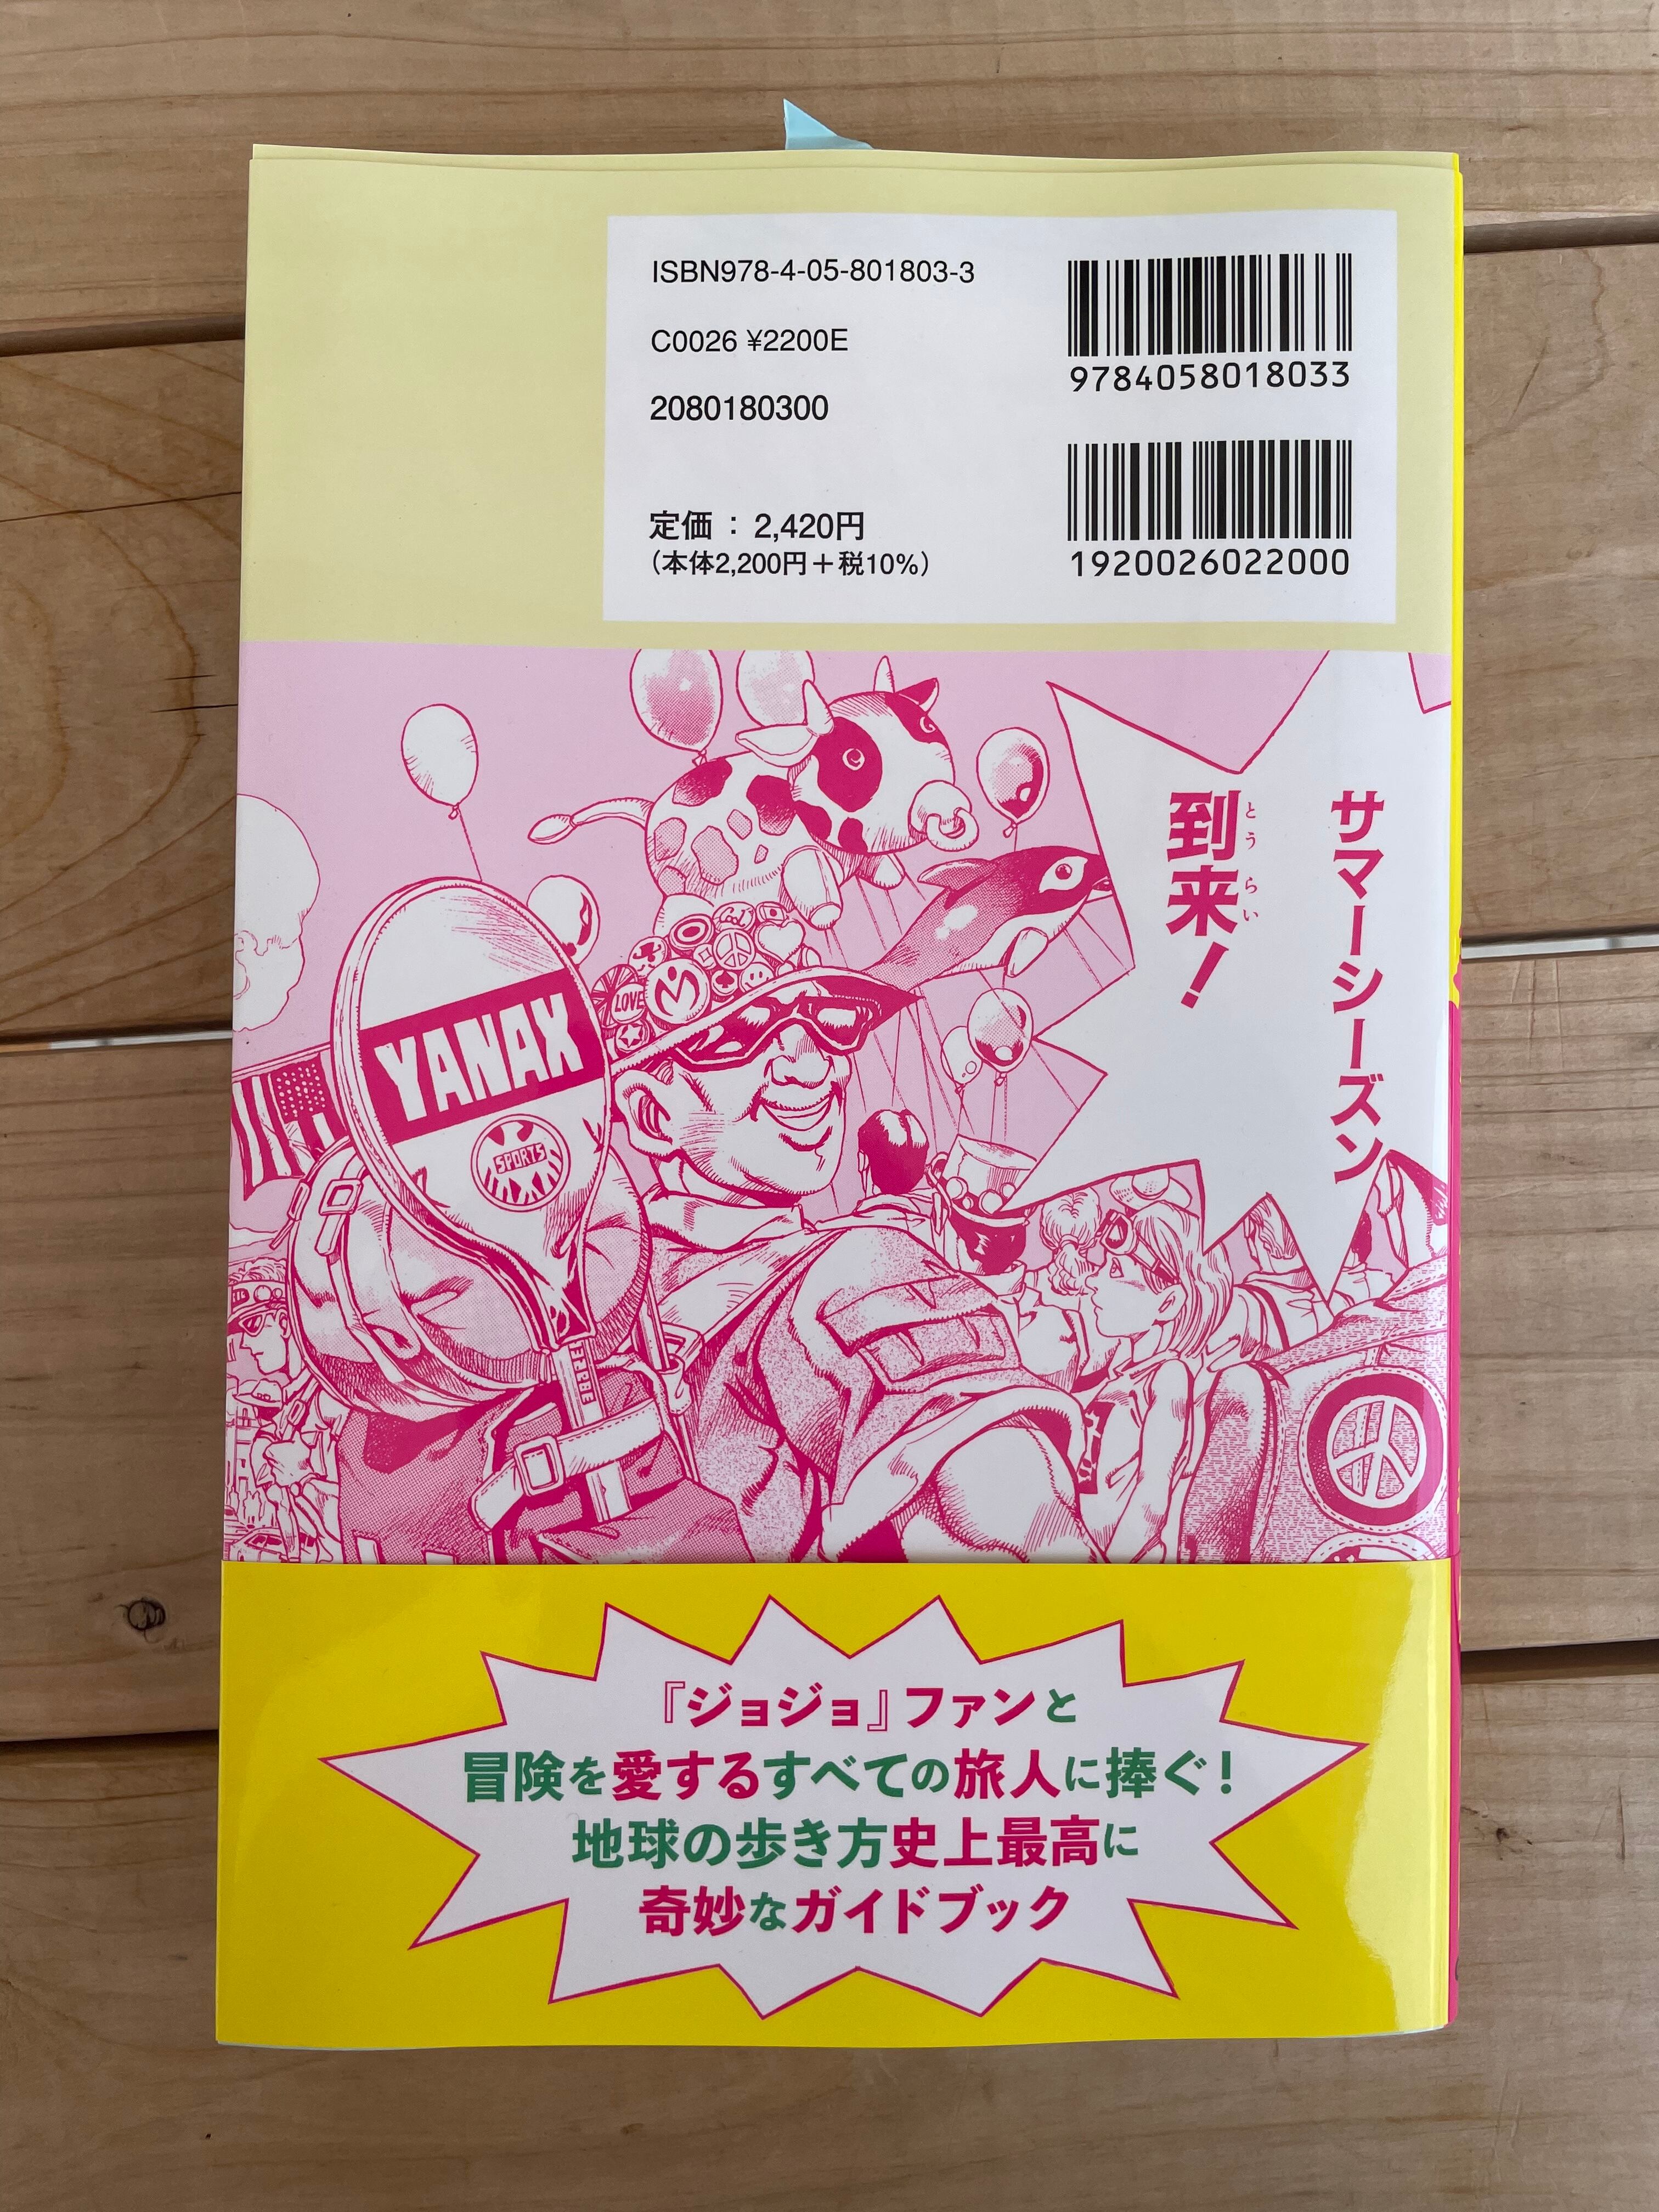 ISBN978-4-05-801803-3
C0026 ¥2200E
2080180300
定価 : 2,420円
(本体2,200円+税10%)
9784058018033
1920026022000
サマーシーズン
到来!
とうらい
LOVE
YANAX
SPORTS
『ジョジョ』ファンと
冒険を愛するすべての旅人に捧ぐ!
地球の歩き方史上最高に
奇妙なガイドブック